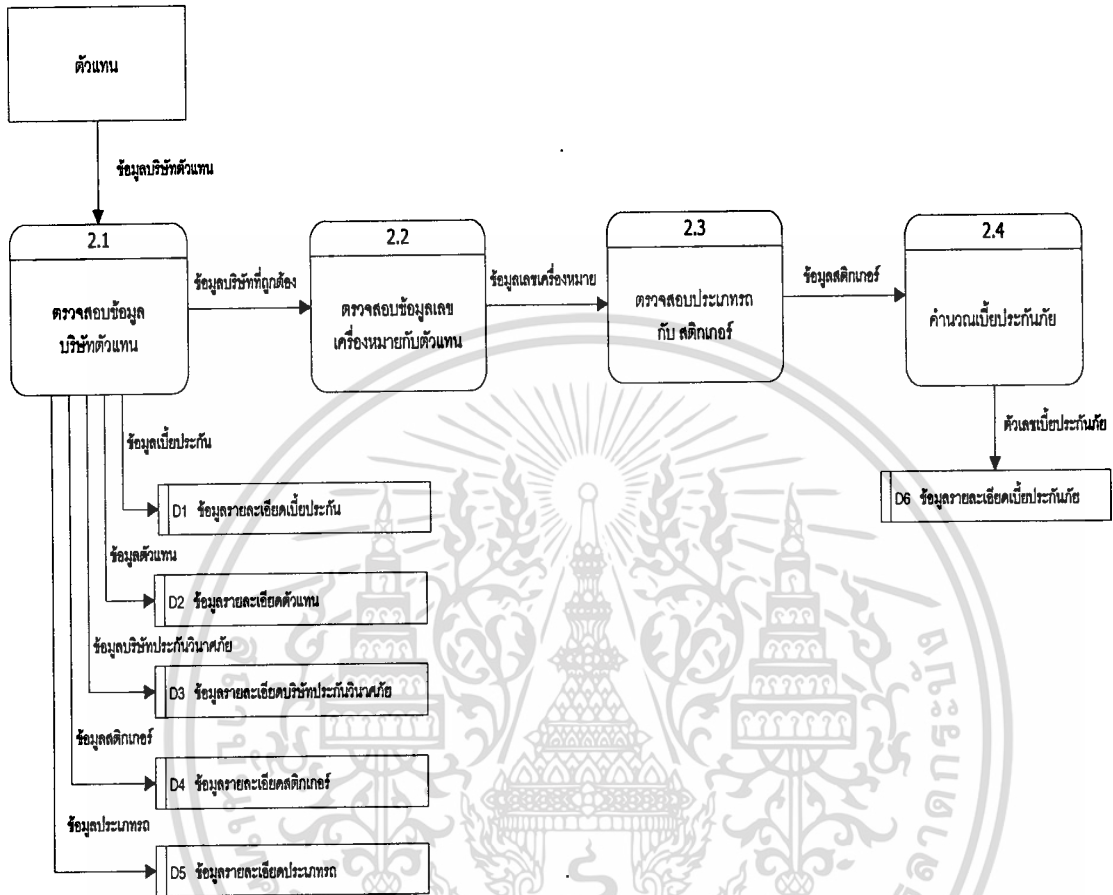 ตัวแทน
ข้อมูลบริษัทตัวแทน
2.1
ตรวจสอบข้อมูล
บริษัทตัวแทน
ข้อมูลบริษัทที่ถูกต้อง
2.2
ตรวจสอบข้อมูลเลข
เครื่องหมายกับตัวแทน
ข้อมูลเลขเครื่องหมาย
2.3
ตรวจสอบประเภทรถ
กับ สติกเกอร์
ข้อมูลสติกเกอร์
2.4
คำนวณเบี้ยประกันภัย
ตัวเลขเบี้ยประกันภัย
D6 ข้อมูลรายละเอียดเบี้ยประกันภัย
ข้อมูลเบี้ยประกัน
D1 ข้อมูลรายละเอียดเบี้ยประกัน
ข้อมูลตัวแทน
D2 ข้อมูลรายละเอียดตัวแทน
ข้อมูลบริษัทประกันวินาศภัย
D3 ข้อมูลรายละเอียดบริษัทประกันวินาศภัย
ข้อมูลสติกเกอร์
D4 ข้อมูลรายละเอียดสติกเกอร์
ข้อมูลประเภทรถ
D5 ข้อมูลรายละเอียดประเภทรถ